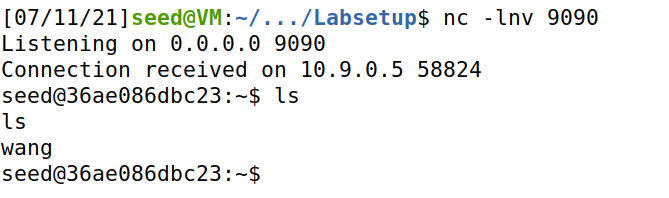 [07/11/21]seed@VM:~/.../Labsetup$ nc -lnv 9090
Listening on 0.0.0.0 9090
Connection received on 10.9.0.5 58824
seed@36ae086dbc23:~$ ls
ls
wang
seed@36ae086dbc23:~$